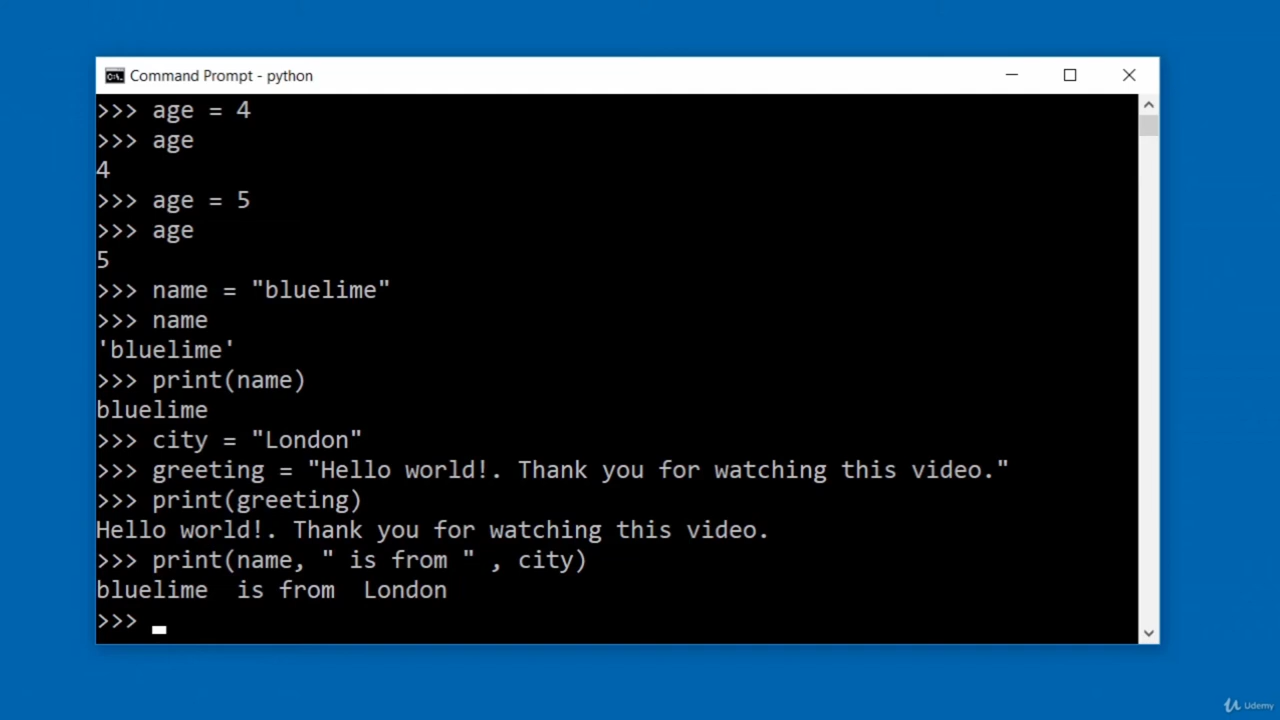 Command Prompt - python
>>> age = 4
>>> age
4
>>> age = 5
>>> age
5
>>> name = "bluelime"
>>> name
'bluelime'
>>> print(name)
bluelime
>>> city = "London"
>>> greeting = "Hello world!. Thank you for watching this video."
>>> print(greeting)
Hello world!. Thank you for watching this video.
>>> print(name, " is from " , city)
bluelime  is from  London
>>>
Udemy